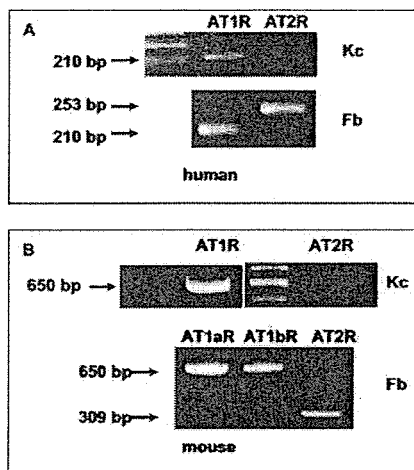 A
AT1R AT2R
210 bp
Kc
253 bp
210 bp
Fb
human
B
AT1R AT2R
650 bp
Kc
AT1aR AT1bR AT2R
650 bp
309 bp
Fb
mouse